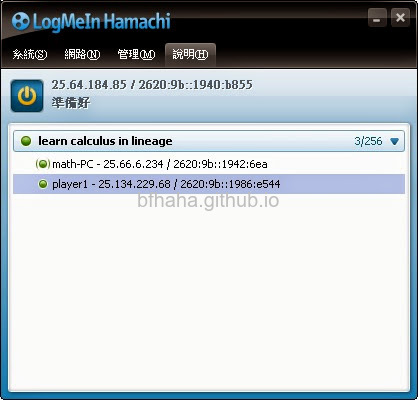 LogMeIn Hamachi
系統(S) 網路(N) 管理(M) 說明(H)
25.64.184.85 / 2620:9b::1940:b855
準備好
learn calculus in lineage 3/256
math-PC - 25.66.6.234 / 2620:9b::1942:6ea
player1 - 25.134.229.68 / 2620:9b::1986:e544
bfhaha.github.io